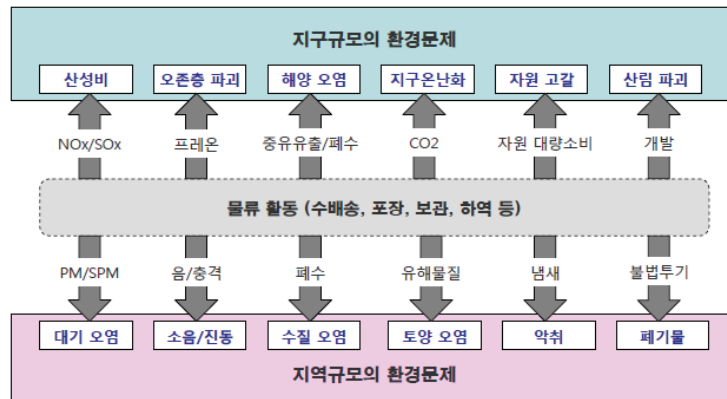 지구규모의 환경문제
산성비 오존층 파괴 해양 오염 지구온난화 자원 고갈 산림 파괴
NOx/SOx 프레온 중유유출/폐수 CO2 자원 대량소비 개발
물류 활동 (수배송, 포장, 보관, 하역 등)
PM/SPM 음/충격 폐수 유해물질 냄새 불법투기
대기 오염 소음/진동 수질 오염 토양 오염 악취 폐기물
지역규모의 환경문제